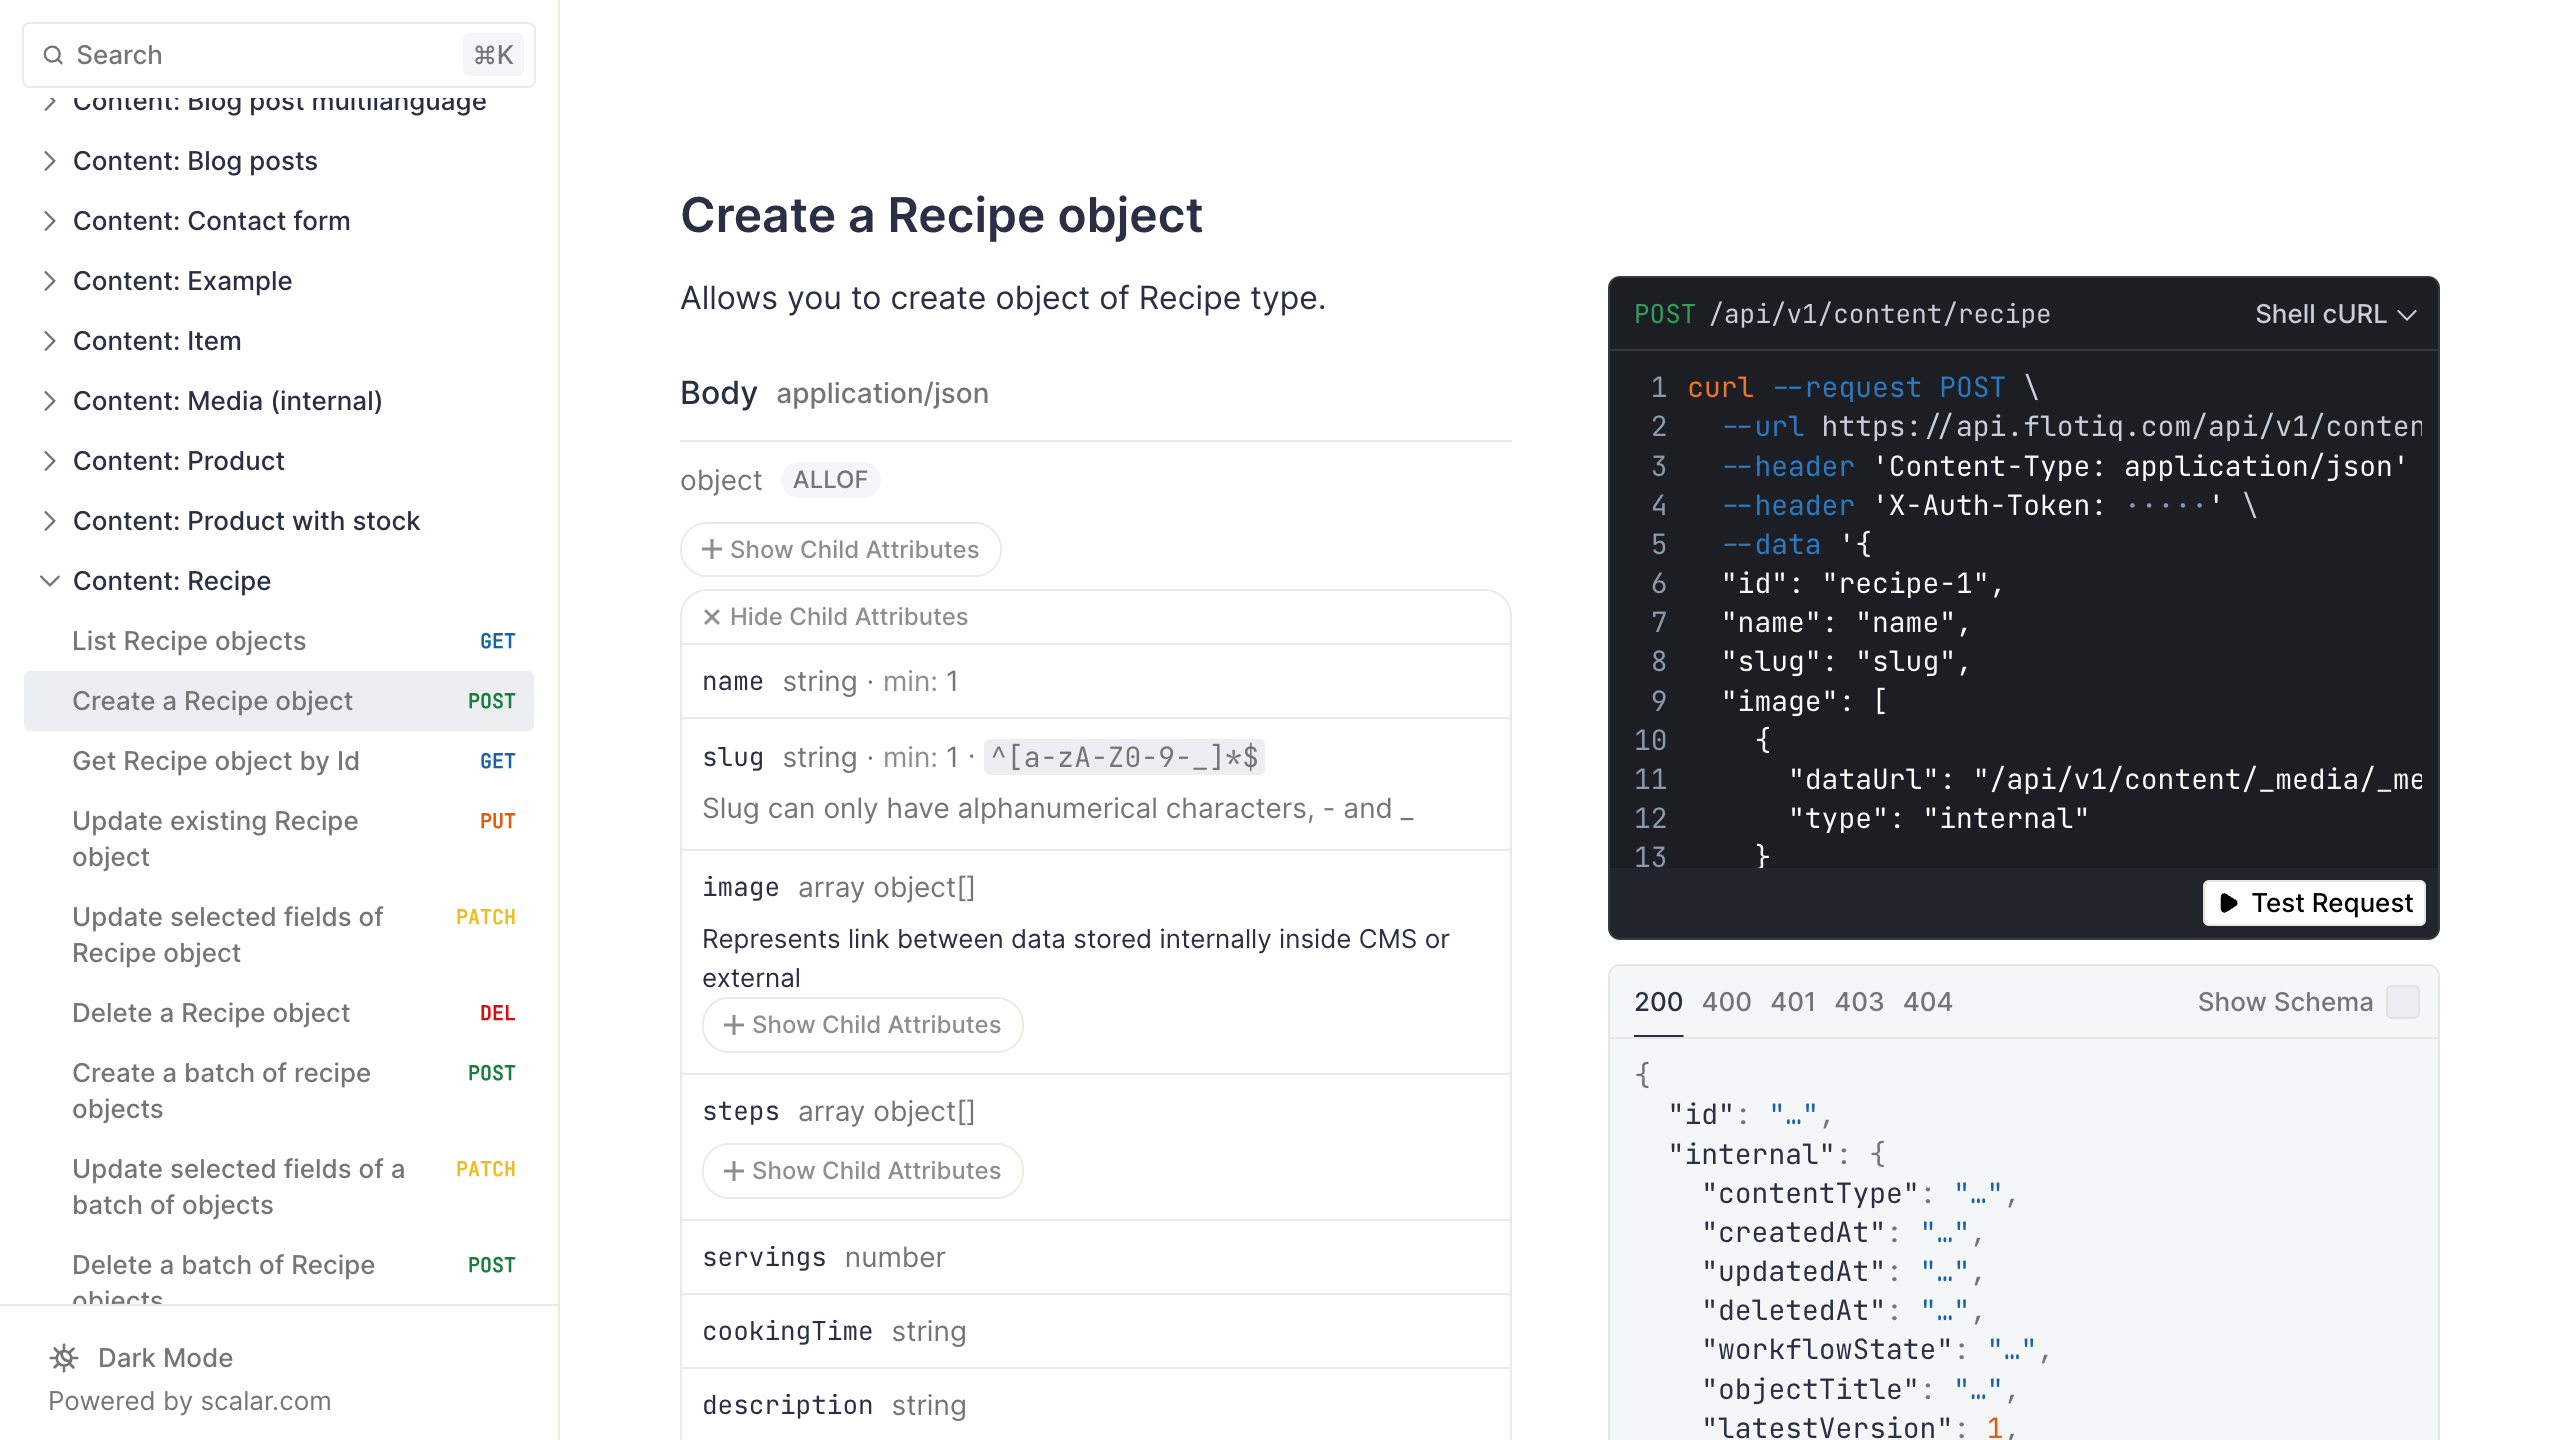 Search ⌘K
Content: Blog post multilanguage
Content: Blog posts
Content: Contact form
Content: Example
Content: Item
Content: Media (internal)
Content: Product
Content: Product with stock
Content: Recipe
List Recipe objects GET
Create a Recipe object POST
Get Recipe object by Id GET
Update existing Recipe PUT
object
Update selected fields of PATCH
Recipe object
Delete a Recipe object DEL
Create a batch of recipe POST
objects
Update selected fields of a PATCH
batch of objects
Delete a batch of Recipe POST
objects
Dark Mode
Powered by scalar.com
Create a Recipe object
Allows you to create object of Recipe type.
Body application/json
object ALLOF
Show Child Attributes
Hide Child Attributes
name string · min: 1
slug string · min: 1 · ^[a-zA-Z0-9-_]*$
Slug can only have alphanumerical characters, - and _
image array object[]
Represents link between data stored internally inside CMS or
external
Show Child Attributes
steps array object[]
Show Child Attributes
servings number
cookingTime string
description string
POST /api/v1/content/recipe Shell cURL
1 curl --request POST \
2 --url https://api.flotiq.com/api/v1/conten
3 --header 'Content-Type: application/json'
4 --header 'X-Auth-Token: ·····' \
5 --data '{
6 "id": "recipe-1",
7 "name": "name",
8 "slug": "slug",
9 "image": [
10 {
11 "dataUrl": "/api/v1/content/_media/_me
12 "type": "internal"
13 }
Test Request
200 400 401 403 404 Show Schema
{
"id": "…",
"internal": {
"contentType": "…",
"createdAt": "…",
"updatedAt": "…",
"deletedAt": "…",
"workflowState": "…",
"objectTitle": "…",
"latestVersion": 1,